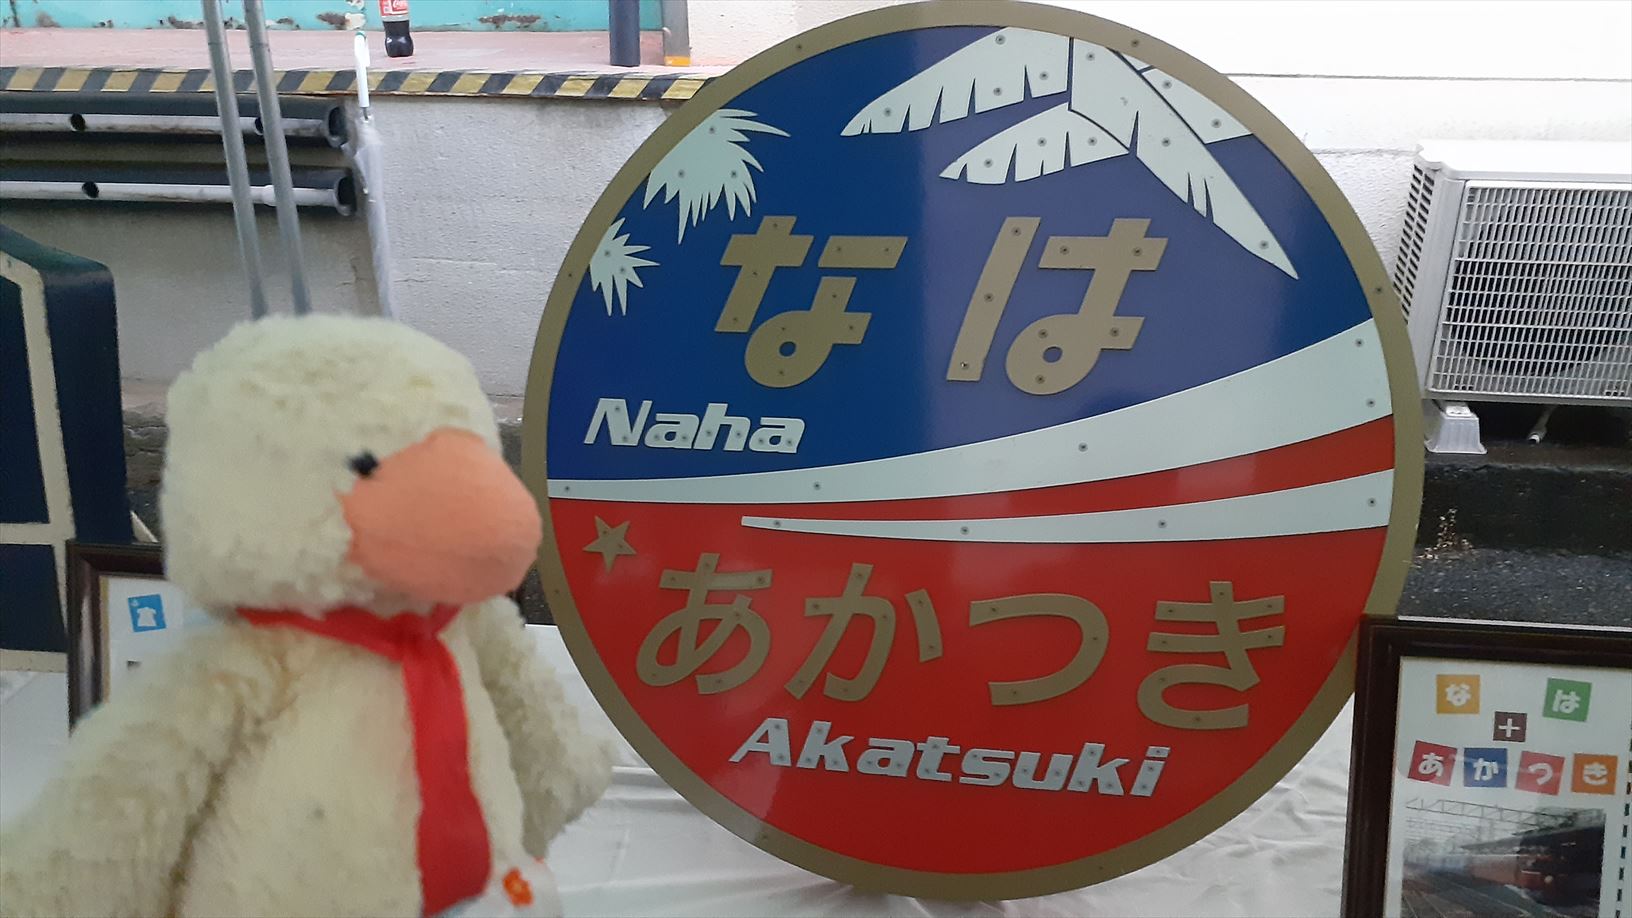 なは
Naha
あかつき
Akatsuki
なは
+
あかつき